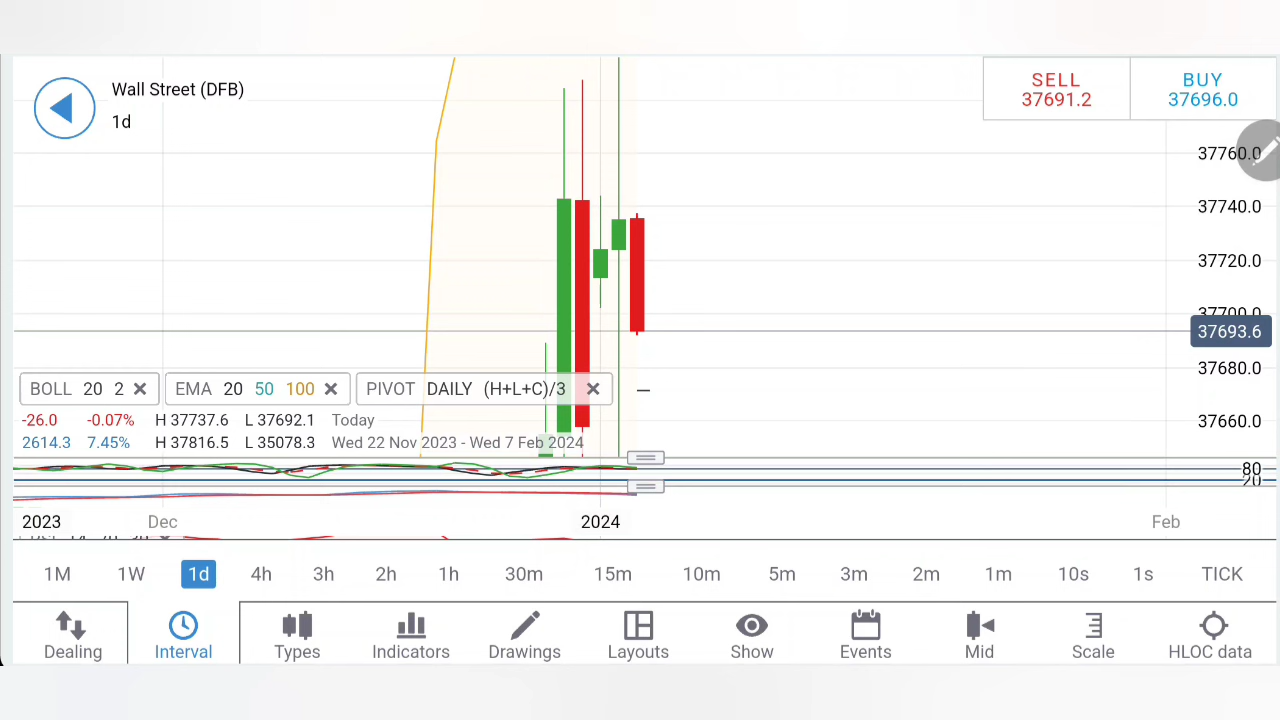 Wall Street (DFB)
1d
SELL
37691.2
BUY
37696.0
37760.0
37740.0
37720.0
37700.0
37693.6
37680.0
37660.0
BOLL 20 2
EMA 20 50 100
PIVOT DAILY (H+L+C)/3
-26.0 -0.07% H 37737.6 L 37692.1 Today
2614.3 7.45% H 37816.5 L 35078.3 Wed 22 Nov 2023 - Wed 7 Feb 2024
80
20
2023 Dec 2024 Feb
1M 1W 1d 4h 3h 2h 1h 30m 15m 10m 5m 3m 2m 1m 10s 1s TICK
Dealing Interval Types Indicators Drawings Layouts Show Events Mid Scale HLOC data